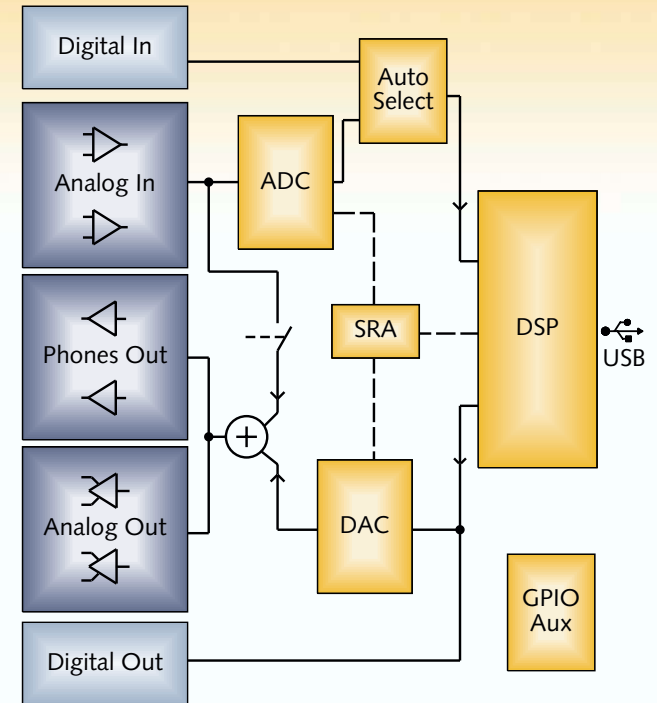 Digital In
Auto
Select
Analog In
ADC
SRA
DSP
USB
Phones Out
+
Analog Out
DAC
GPIO
Aux
Digital Out